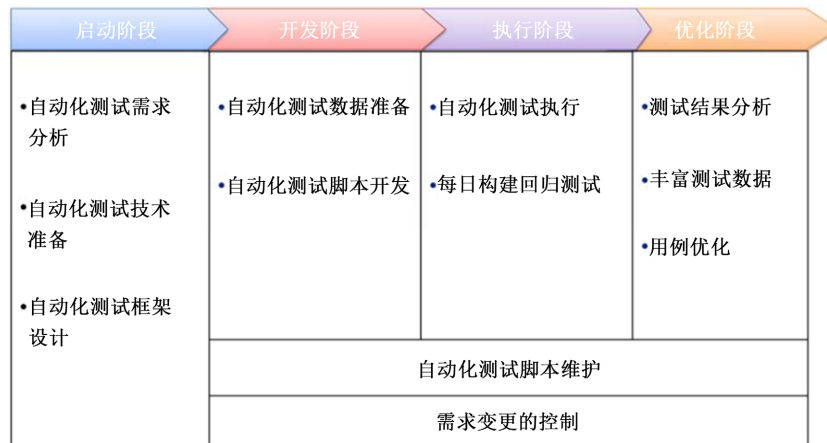 启动阶段
开发阶段
执行阶段
优化阶段
•自动化测试需求
分析
•自动化测试技术
准备
•自动化测试框架
设计
•自动化测试数据准备
•自动化测试脚本开发
•自动化测试执行
•每日构建回归测试
•测试结果分析
•丰富测试数据
•用例优化
自动化测试脚本维护
需求变更的控制